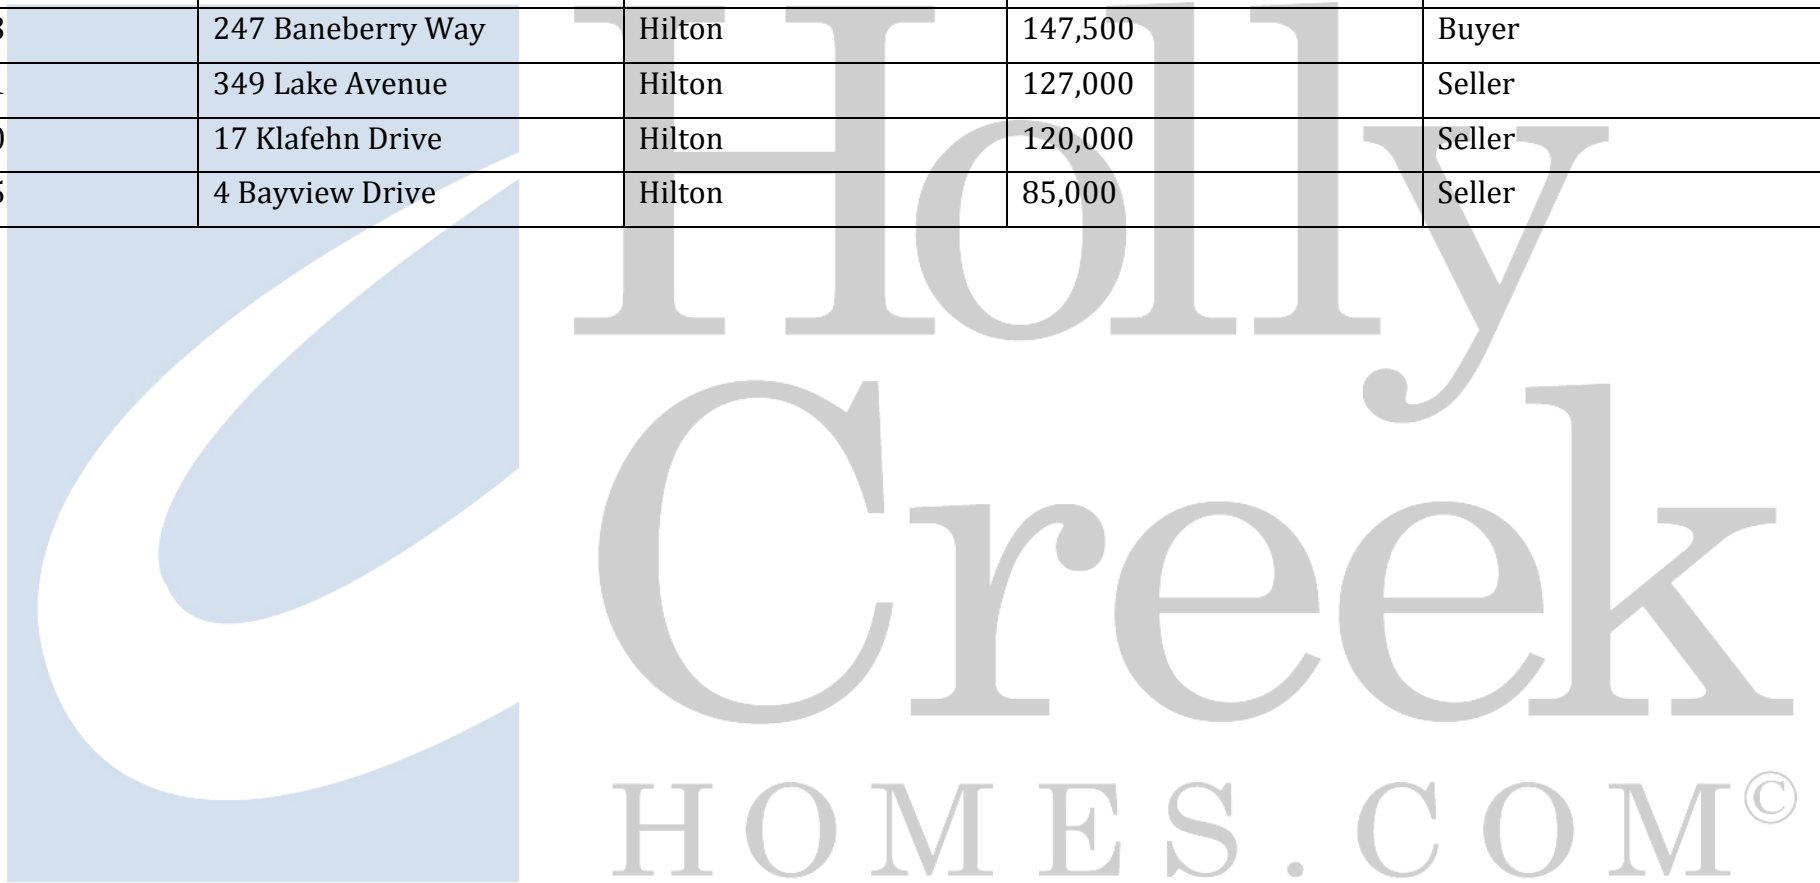 247 Baneberry Way Hilton 147,500 Buyer
349 Lake Avenue Hilton 127,000 Seller
17 Klafehn Drive Hilton 120,000 Seller
4 Bayview Drive Hilton 85,000 Seller
Holly
Creek
HOMES.COM©